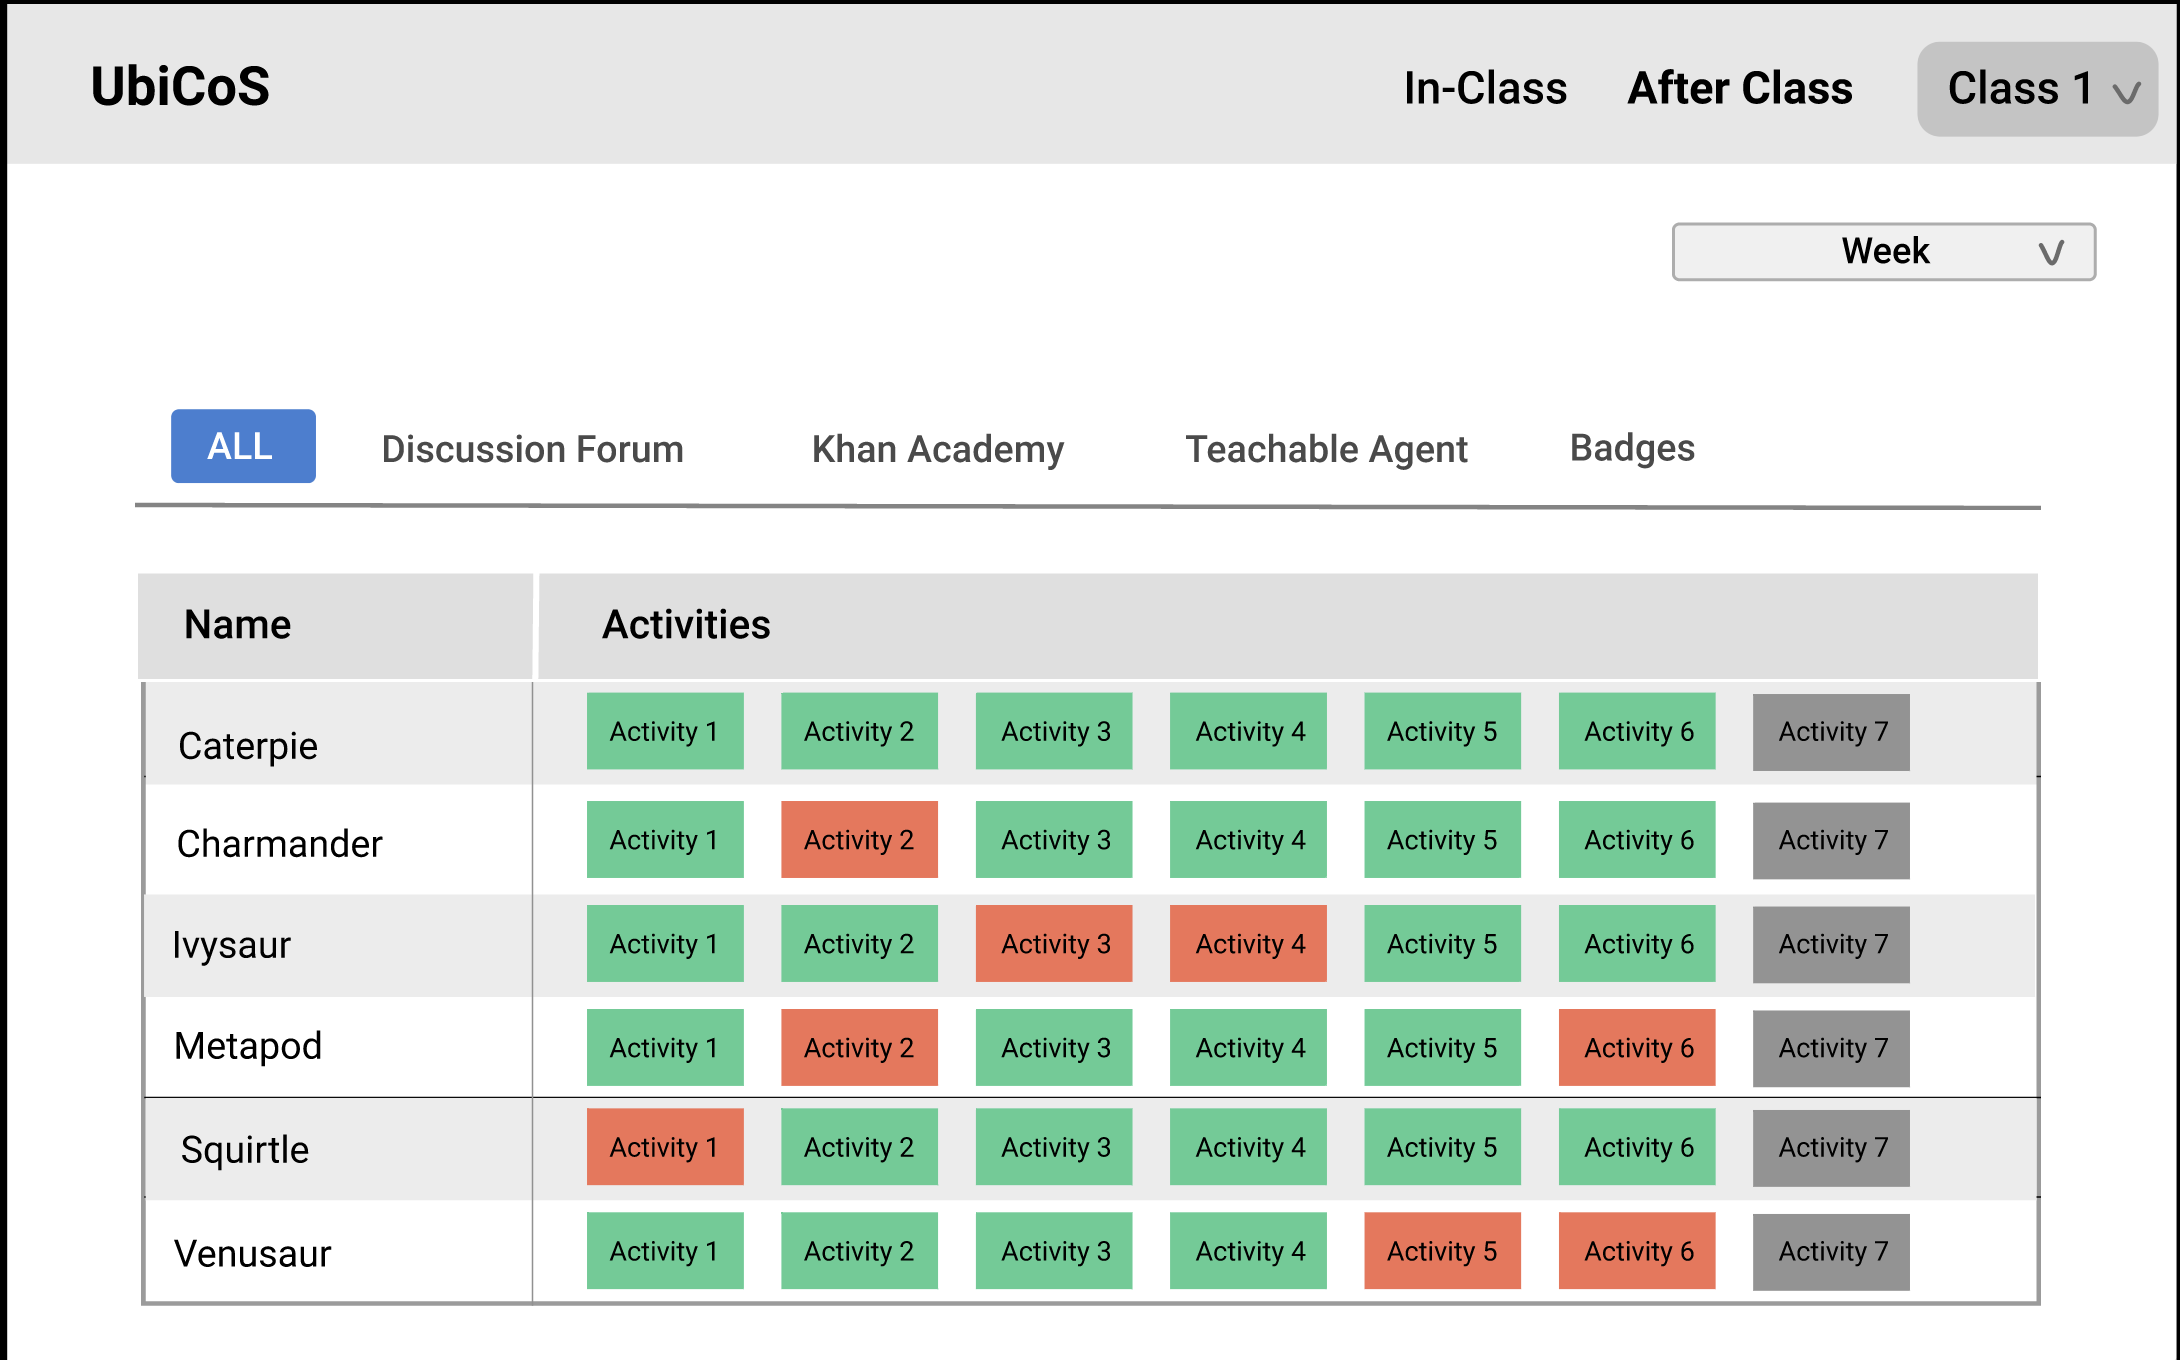 UbiCoS In-Class After Class Class 1
Week
ALL Discussion Forum Khan Academy Teachable Agent Badges
Name Activities
Caterpie Activity 1 Activity 2 Activity 3 Activity 4 Activity 5 Activity 6 Activity 7
Charmander Activity 1 Activity 2 Activity 3 Activity 4 Activity 5 Activity 6 Activity 7
Ivysaur Activity 1 Activity 2 Activity 3 Activity 4 Activity 5 Activity 6 Activity 7
Metapod Activity 1 Activity 2 Activity 3 Activity 4 Activity 5 Activity 6 Activity 7
Squirtle Activity 1 Activity 2 Activity 3 Activity 4 Activity 5 Activity 6 Activity 7
Venusaur Activity 1 Activity 2 Activity 3 Activity 4 Activity 5 Activity 6 Activity 7